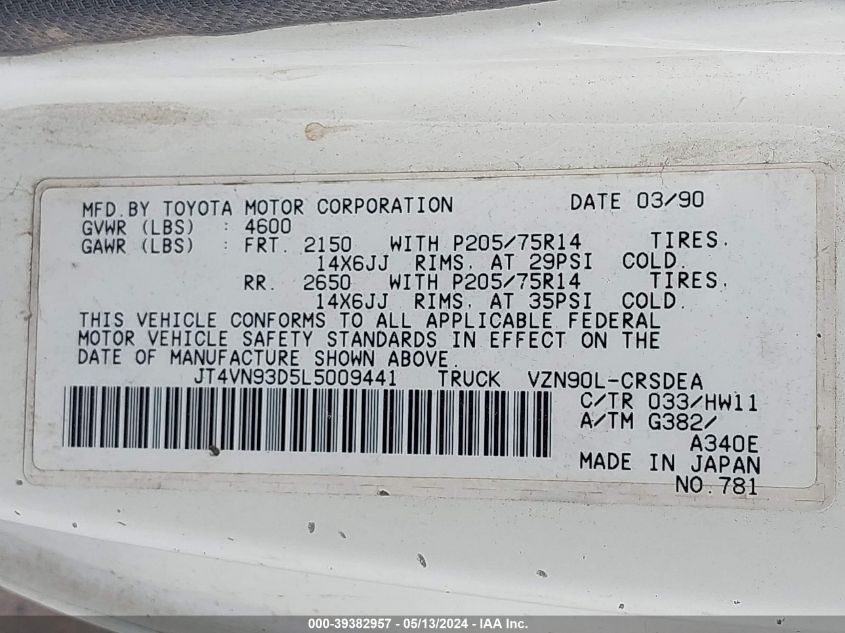 MFD. BY TOYOTA MOTOR CORPORATION DATE 03/90
GVWR (LBS) : 4600
GAWR (LBS) : FRT. 2150 WITH P205/75R14 TIRES.
14X6JJ RIMS. AT 29PSI COLD.
RR. 2650 WITH P205/75R14 TIRES.
14X6JJ RIMS. AT 35PSI COLD.
THIS VEHICLE CONFORMS TO ALL APPLICABLE FEDERAL
MOTOR VEHICLE SAFETY STANDARDS IN EFFECT ON THE
DATE OF MANUFACTURE SHOWN ABOVE.
JT4VN93D5L5009441 TRUCK VZN90L-CRSDEA
C/TR 033/HW11
A/TM G382/
A340E
MADE IN JAPAN
NO.781
000-39382957 - 05/13/2024 - IAA Inc.